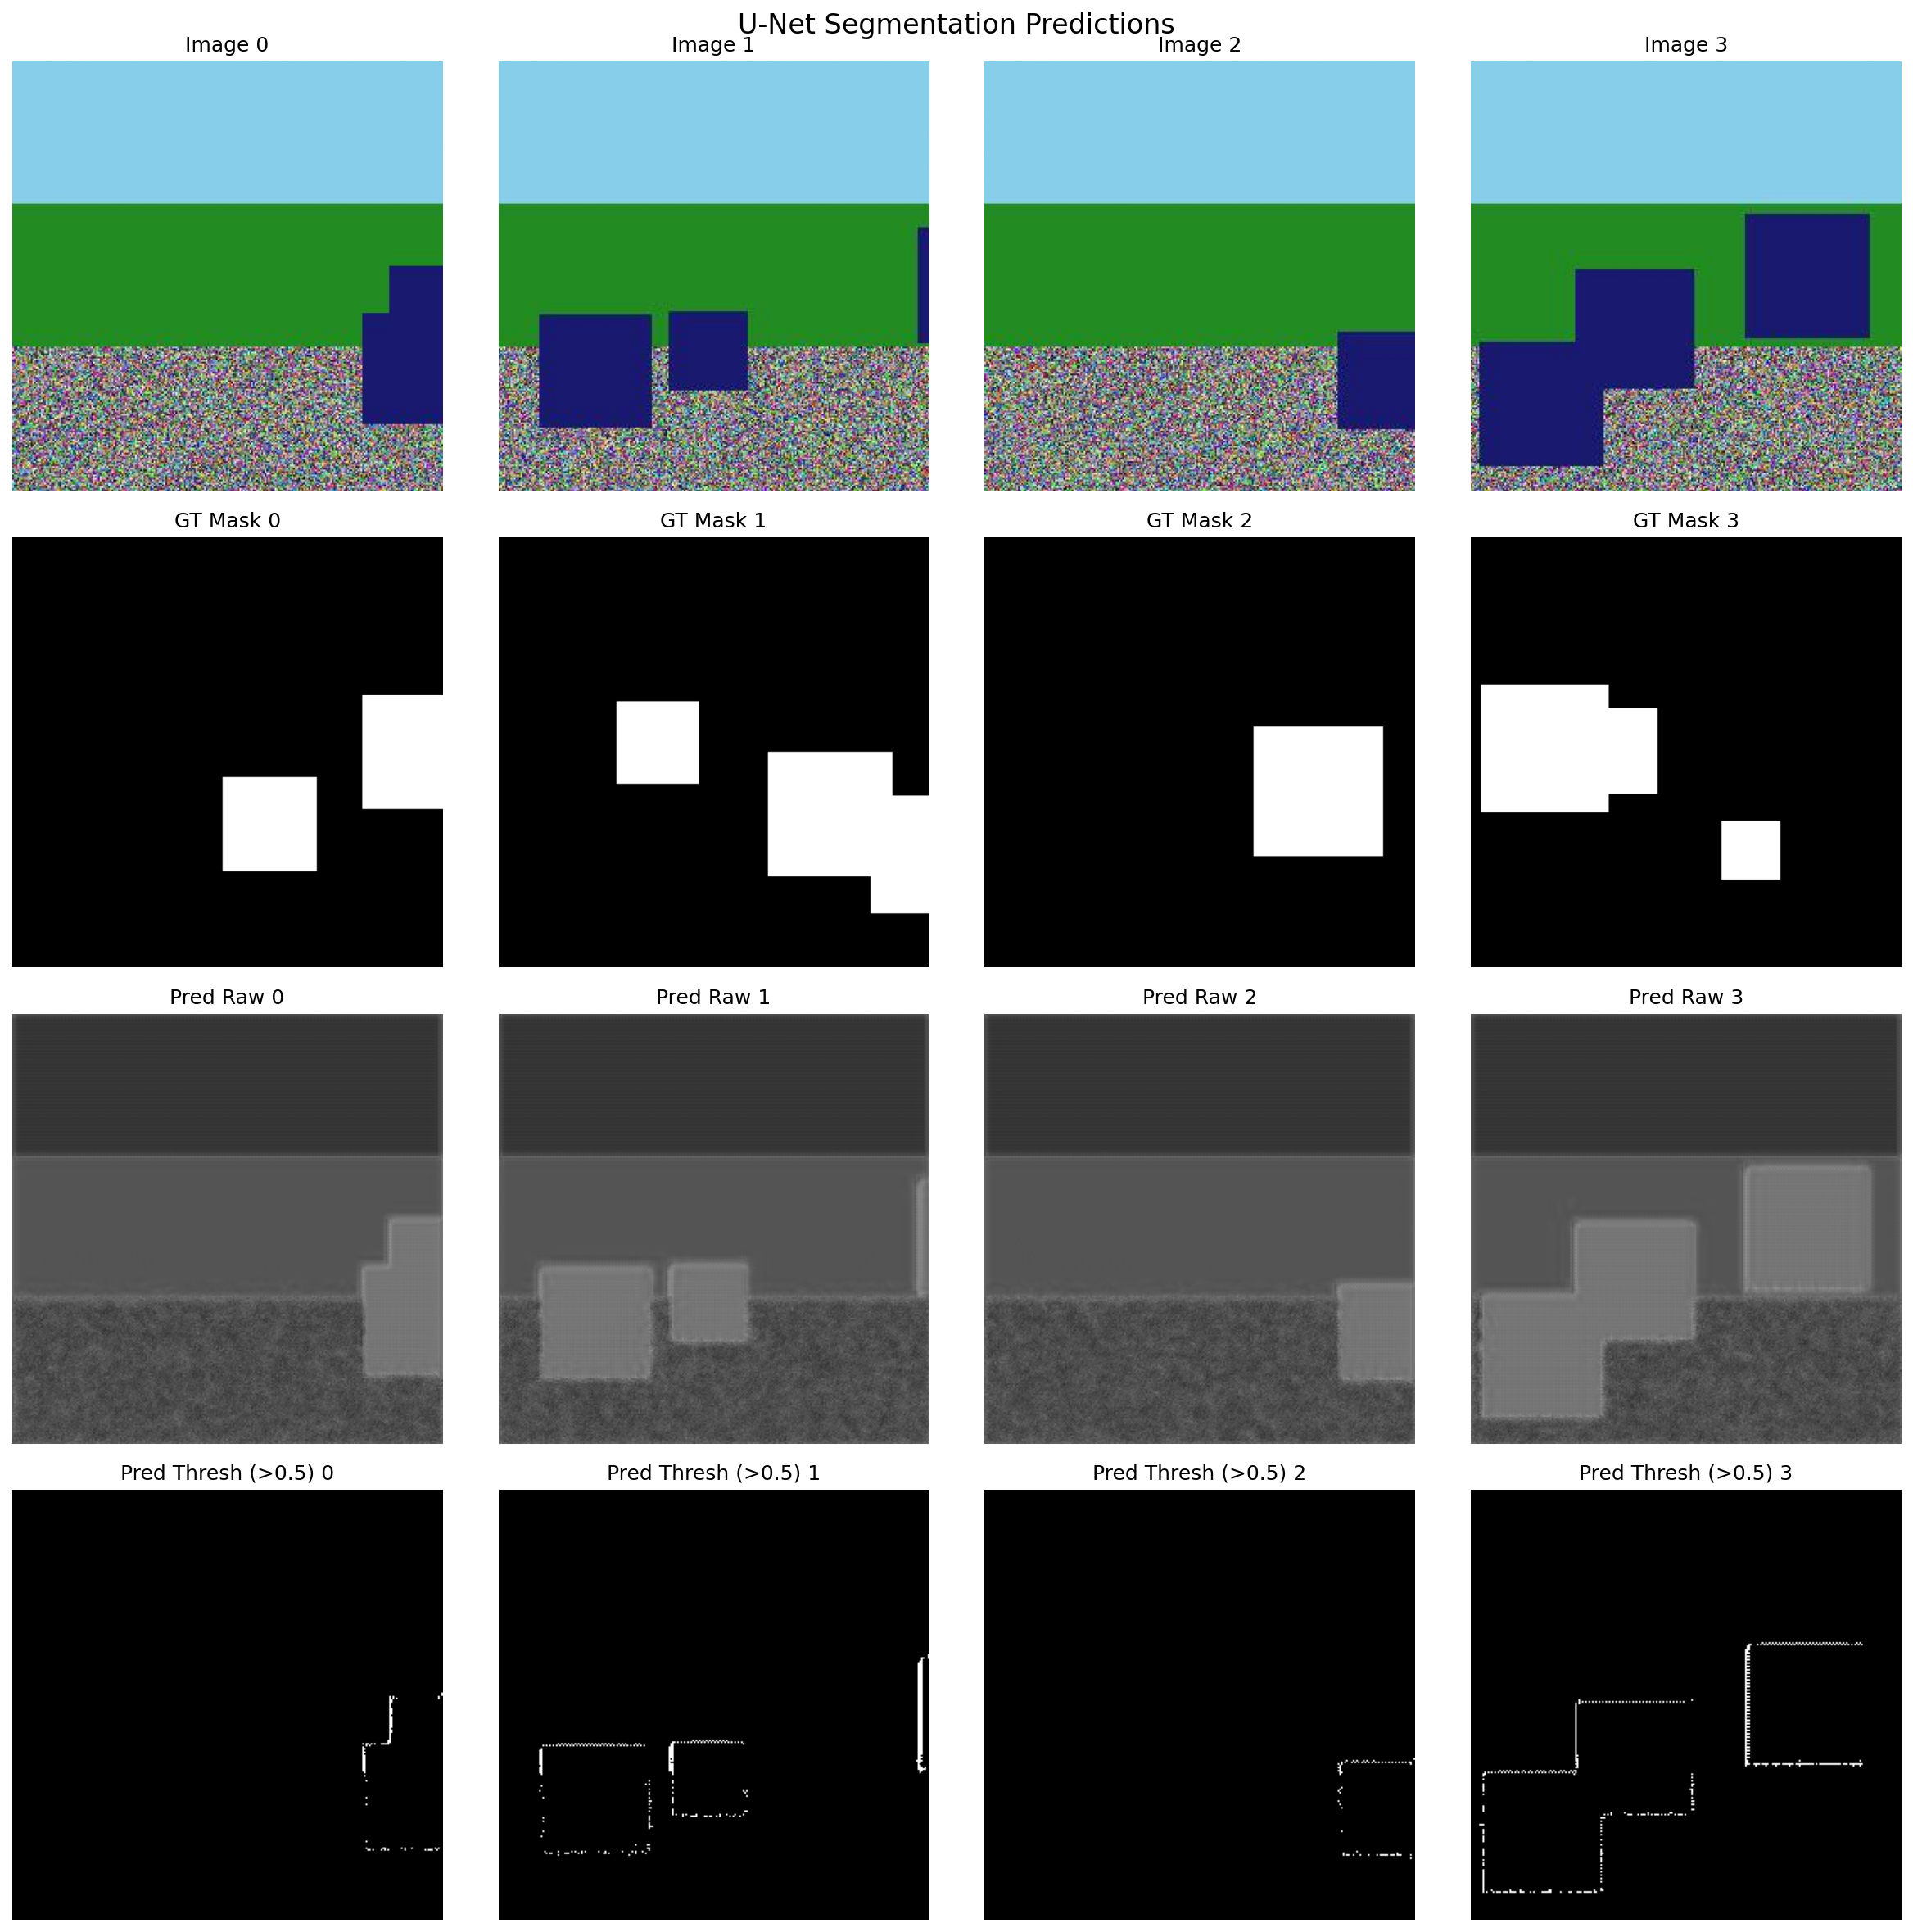 U-Net Segmentation Predictions
Image 0
Image 1
Image 2
Image 3
GT Mask 0
GT Mask 1
GT Mask 2
GT Mask 3
Pred Raw 0
Pred Raw 1
Pred Raw 2
Pred Raw 3
Pred Thresh (>0.5) 0
Pred Thresh (>0.5) 1
Pred Thresh (>0.5) 2
Pred Thresh (>0.5) 3